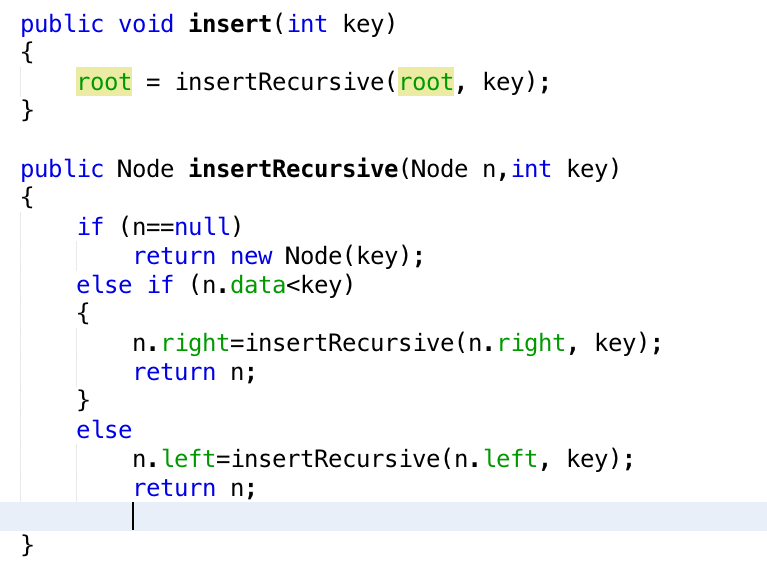 public void insert(int key)
{
    root = insertRecursive(root, key);
}

public Node insertRecursive(Node n,int key)
{
    if (n==null)
        return new Node(key);
    else if (n.data<key)
    {
        n.right=insertRecursive(n.right, key);
        return n;
    }
    else
        n.left=insertRecursive(n.left, key);
        return n;

}